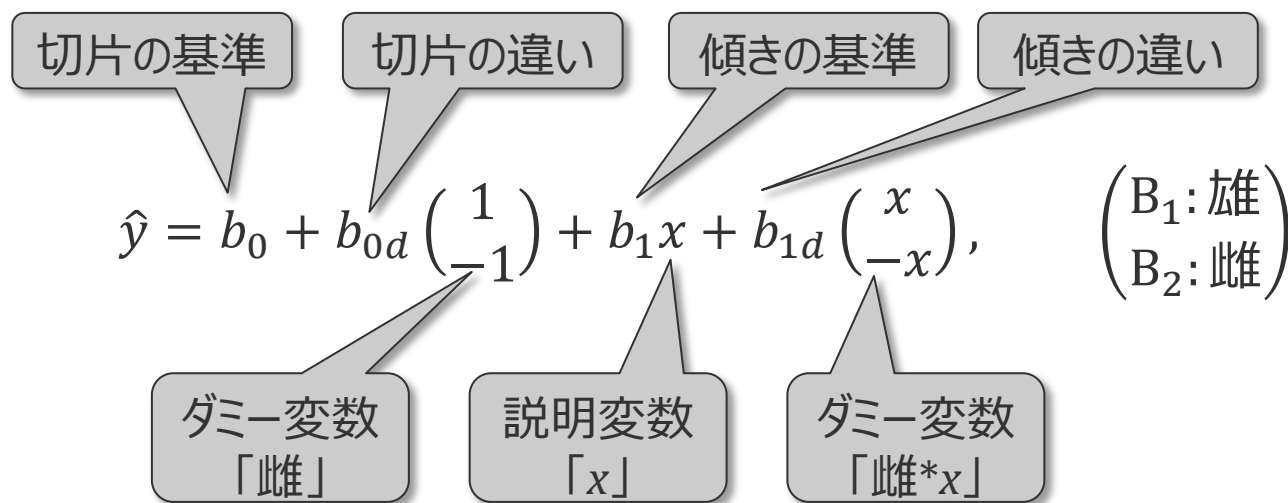 切片の基準
切片の違い
傾きの基準
傾きの違い
ŷ = b₀ + b₀d (1 −1) + b₁x + b₁d (x −x), (B₁:雄 B₂:雌)
ダミー変数
「雌」
説明変数
「x」
ダミー変数
「雌*x」